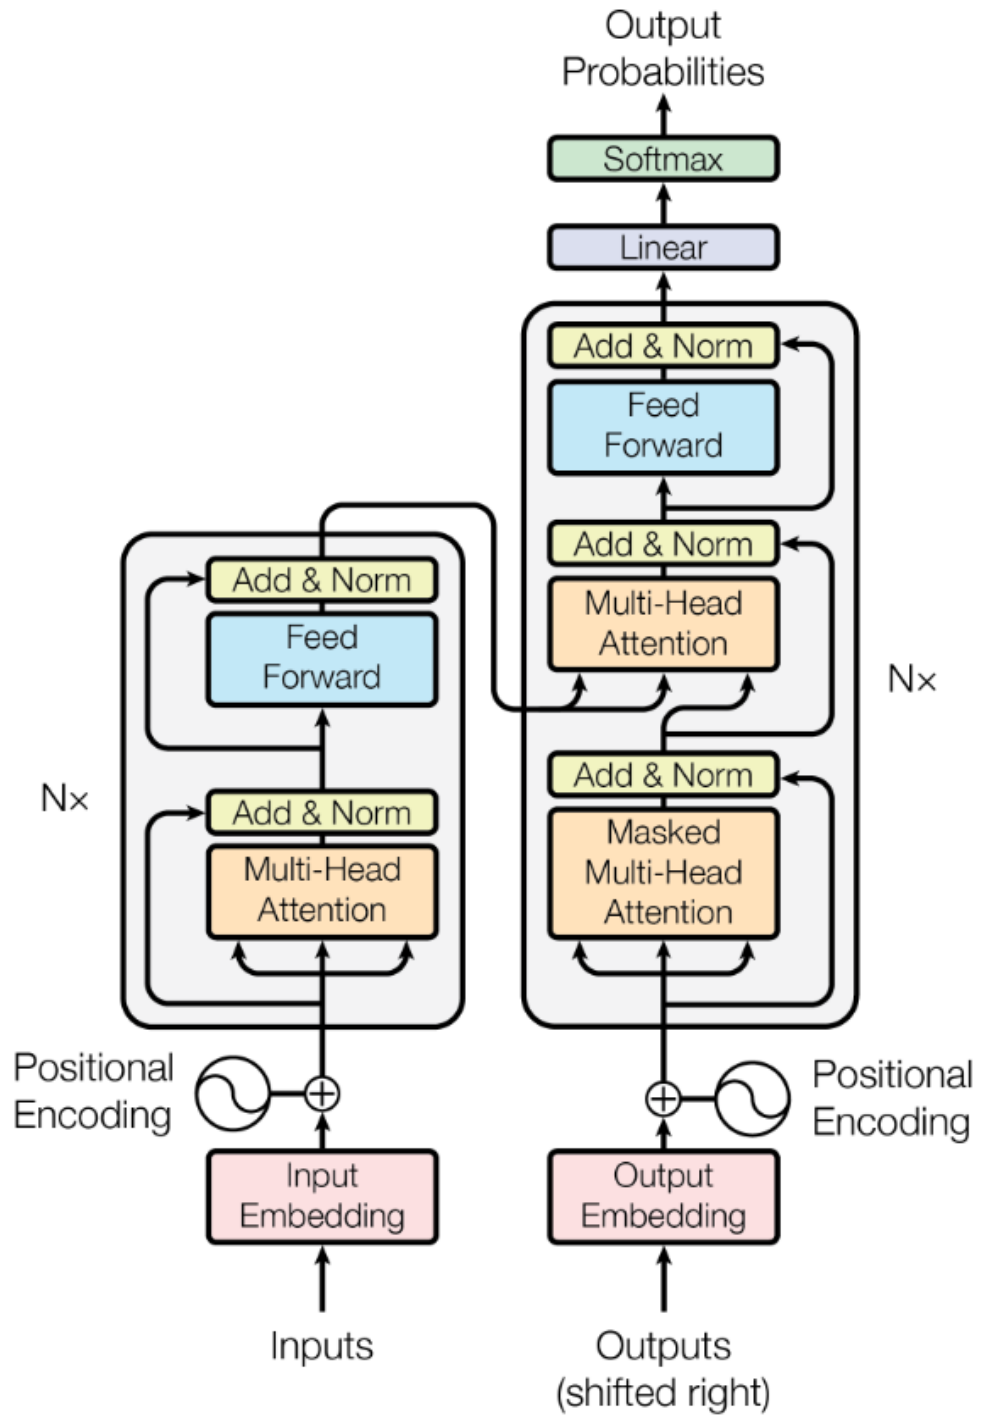 Output
Probabilities
Softmax
Linear
Add & Norm
Feed
Forward
Add & Norm
Multi-Head
Attention
N×
Add & Norm
Masked
Multi-Head
Attention
Add & Norm
Feed
Forward
N×
Add & Norm
Multi-Head
Attention
Positional
Encoding
Positional
Encoding
Input
Embedding
Output
Embedding
Inputs
Outputs
(shifted right)